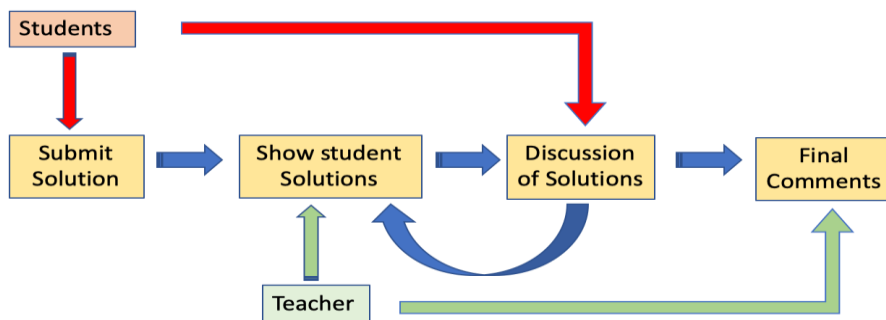 Students
Submit
Solution
Show student
Solutions
Discussion
of Solutions
Final
Comments
Teacher